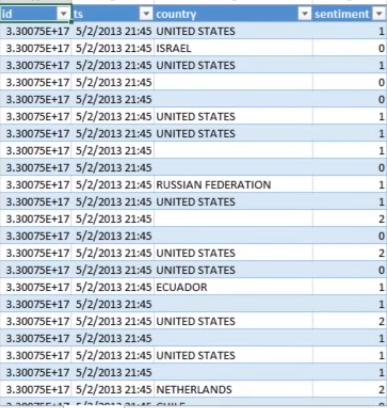 id ts country sentiment
3.30075E+17 5/2/2013 21:45 UNITED STATES 1
3.30075E+17 5/2/2013 21:45 ISRAEL 0
3.30075E+17 5/2/2013 21:45 UNITED STATES 1
3.30075E+17 5/2/2013 21:45 0
3.30075E+17 5/2/2013 21:45 0
3.30075E+17 5/2/2013 21:45 UNITED STATES 1
3.30075E+17 5/2/2013 21:45 UNITED STATES 1
3.30075E+17 5/2/2013 21:45 1
3.30075E+17 5/2/2013 21:45 0
3.30075E+17 5/2/2013 21:45 RUSSIAN FEDERATION 1
3.30075E+17 5/2/2013 21:45 UNITED STATES 1
3.30075E+17 5/2/2013 21:45 2
3.30075E+17 5/2/2013 21:45 0
3.30075E+17 5/2/2013 21:45 UNITED STATES 2
3.30075E+17 5/2/2013 21:45 UNITED STATES 0
3.30075E+17 5/2/2013 21:45 ECUADOR 1
3.30075E+17 5/2/2013 21:45 1
3.30075E+17 5/2/2013 21:45 UNITED STATES 2
3.30075E+17 5/2/2013 21:45 1
3.30075E+17 5/2/2013 21:45 UNITED STATES 1
3.30075E+17 5/2/2013 21:45 1
3.30075E+17 5/2/2013 21:45 NETHERLANDS 2